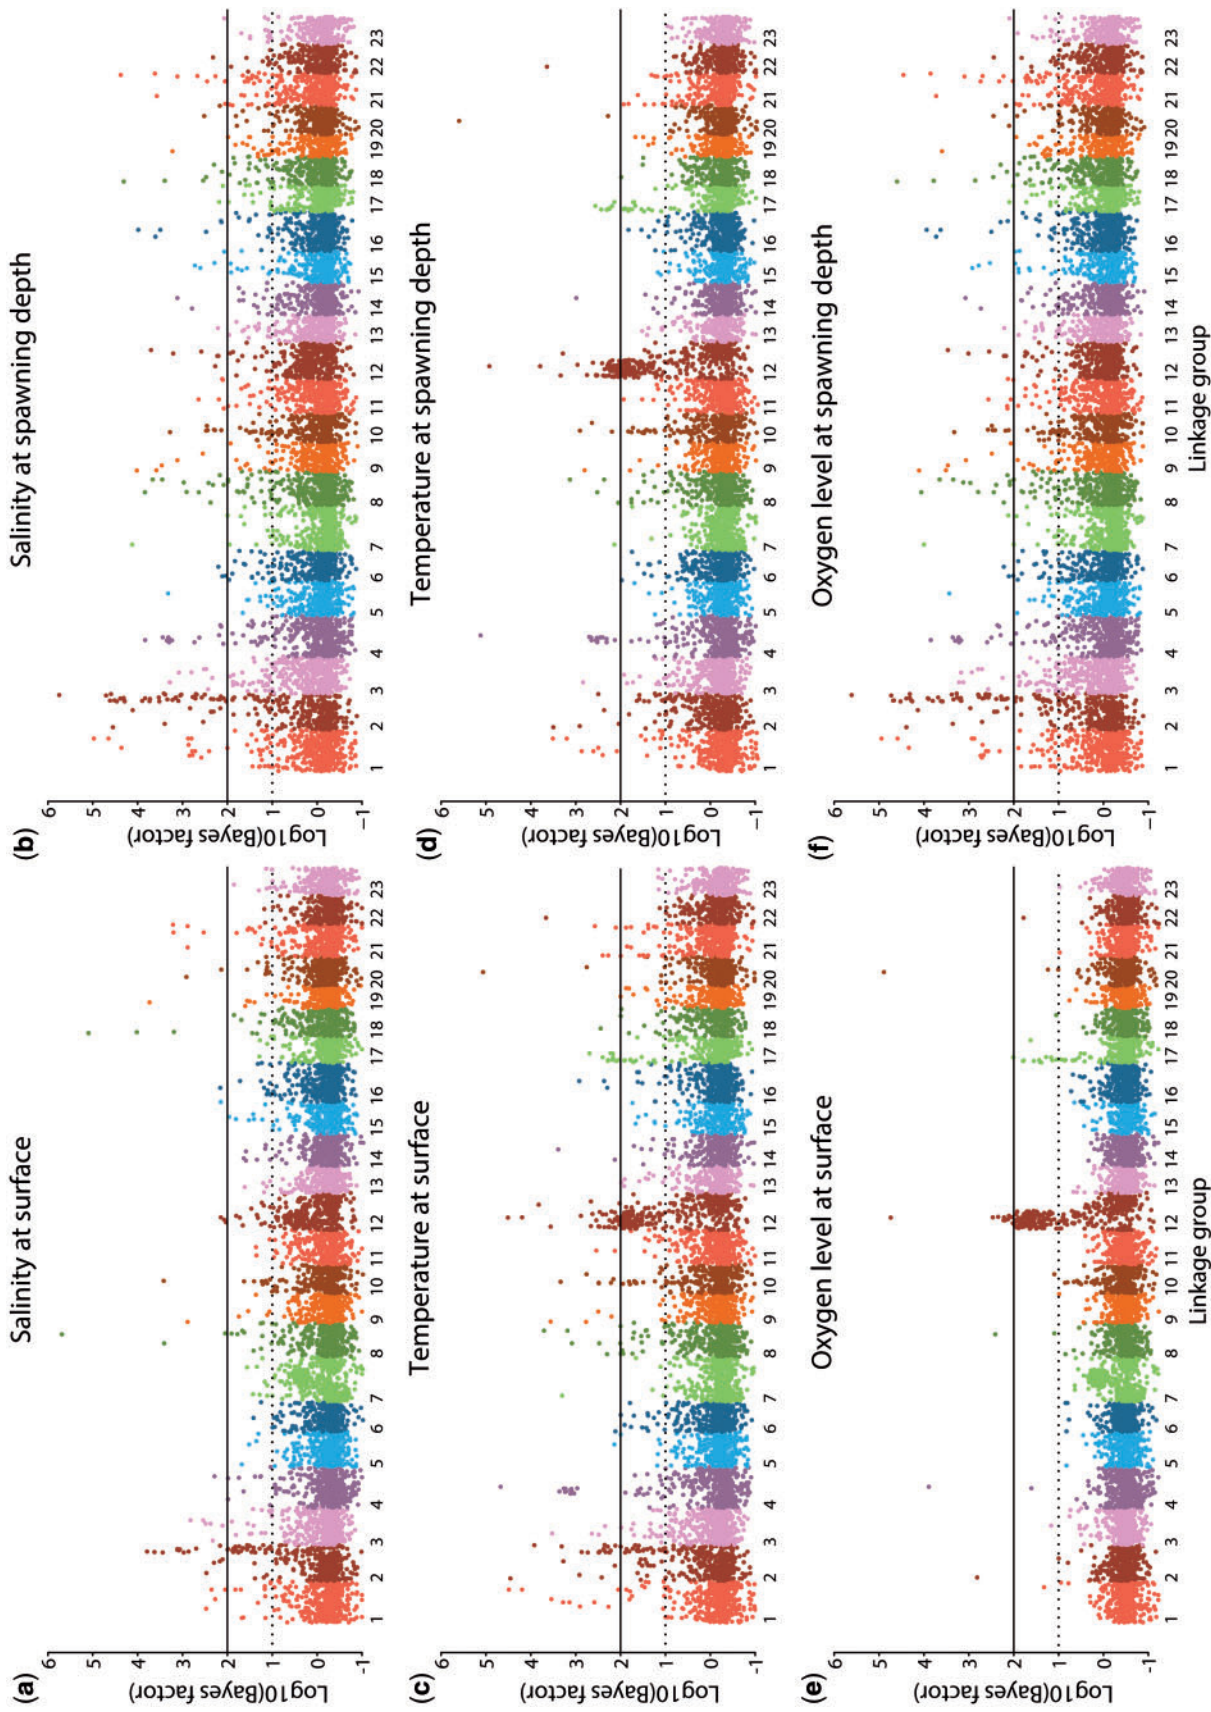 (a)
Salinity at surface
Log10(Bayes factor)
6
5
4
3
2
1
0
-1
1 2 3 4 5 6 7 8 9 10 11 12 13 14 15 16 17 18 19 20 21 22 23
(b)
Salinity at spawning depth
Log10(Bayes factor)
6
5
4
3
2
1
0
-1
1 2 3 4 5 6 7 8 9 10 11 12 13 14 15 16 17 18 19 20 21 22 23
(c)
Temperature at surface
Log10(Bayes factor)
6
5
4
3
2
1
0
-1
1 2 3 4 5 6 7 8 9 10 11 12 13 14 15 16 17 18 19 20 21 22 23
(d)
Temperature at spawning depth
Log10(Bayes factor)
6
5
4
3
2
1
0
-1
1 2 3 4 5 6 7 8 9 10 11 12 13 14 15 16 17 18 19 20 21 22 23
(e)
Oxygen level at surface
Log10(Bayes factor)
6
5
4
3
2
1
0
-1
1 2 3 4 5 6 7 8 9 10 11 12 13 14 15 16 17 18 19 20 21 22 23
Linkage group
(f)
Oxygen level at spawning depth
Log10(Bayes factor)
6
5
4
3
2
1
0
-1
1 2 3 4 5 6 7 8 9 10 11 12 13 14 15 16 17 18 19 20 21 22 23
Linkage group